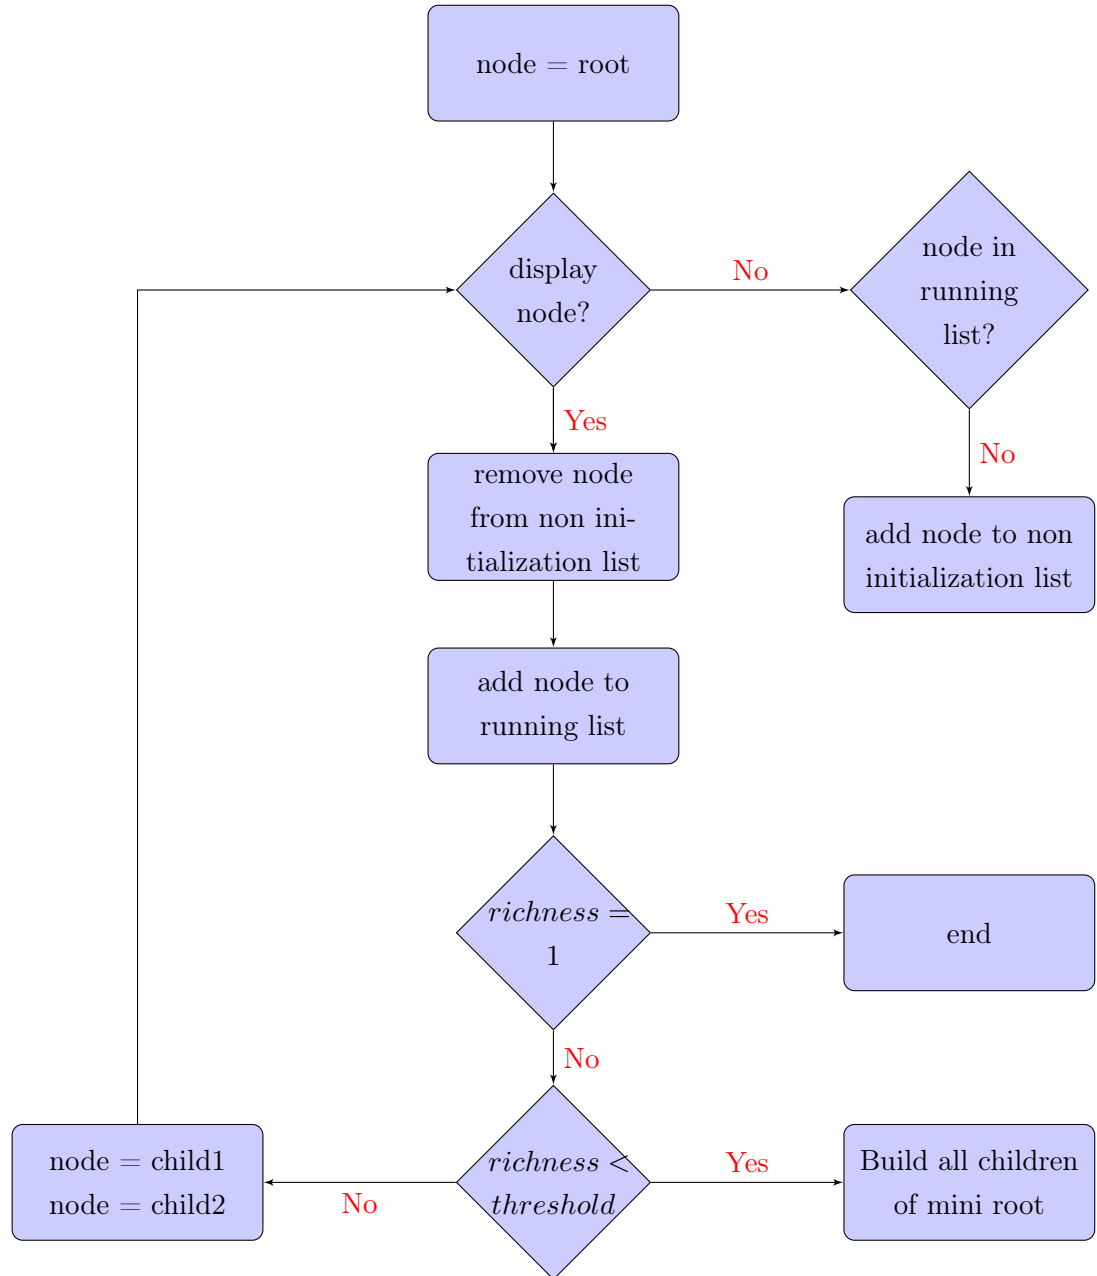 node = root
display
node?
No
node in
running
list?
Yes
No
remove node
from non ini-
tialization list
add node to non
initialization list
add node to
running list
richness =
1
Yes
end
No
richness <
threshold
Yes
Build all children
of mini root
No
node = child1
node = child2